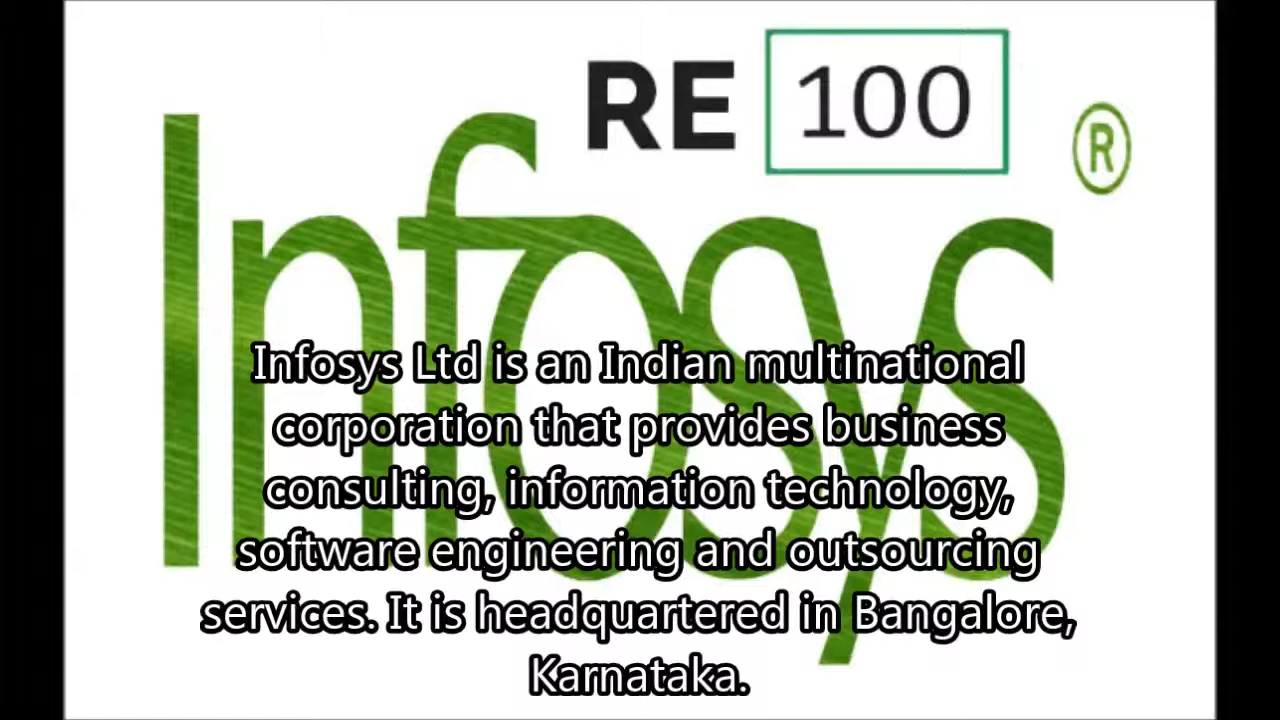 RE 100
Infosys ®
Infosys Ltd is an Indian multinational
corporation that provides business
consulting, information technology,
software engineering and outsourcing
services. It is headquartered in Bangalore,
Karnataka.